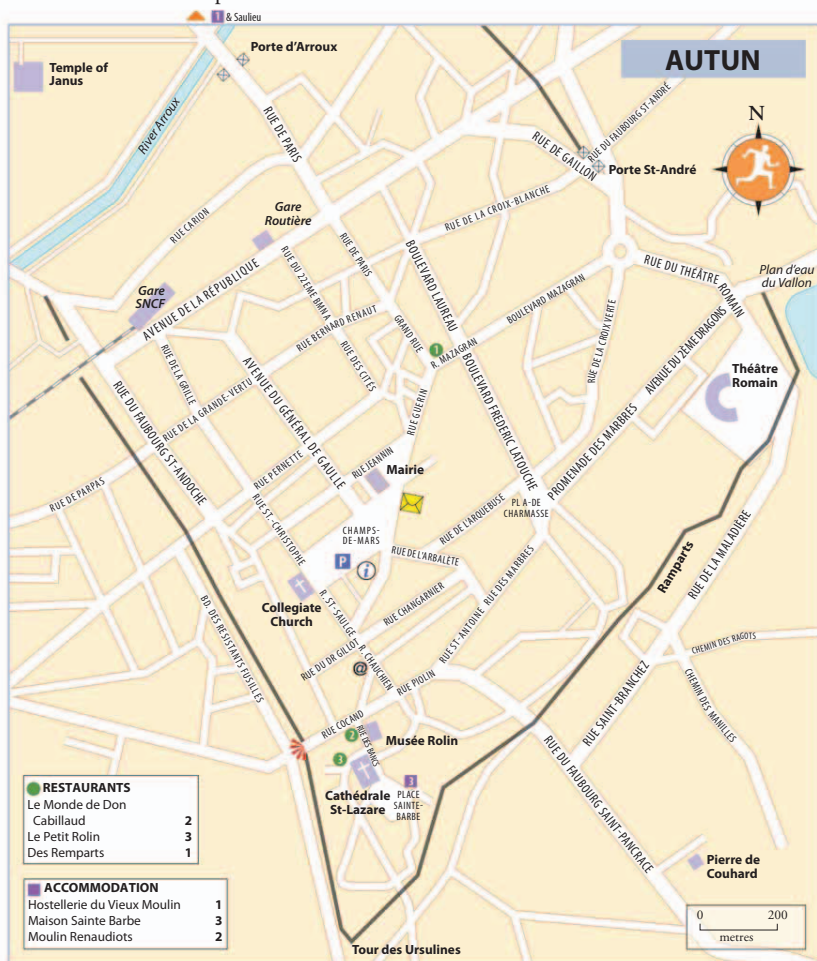 1 & Saulieu
AUTUN
Porte d'Arroux
Temple of
Janus
River Arroux
RUE DE PARIS
RUE DE GAILLON
RUE DU FAUBOURG ST-ANDRÉ
Porte St-André
N
RUE CARION
Gare
Routière
RUE DE LA CROIX-BLANCHE
Gare
SNCF
AVENUE DE LA RÉPUBLIQUE
RUE DU 22ÈME BMNA
RUE DE PARIS
BOULEVARD LAUREAU
RUE DU THÉÂTRE ROMAIN
Plan d'eau
du Vallon
RUE BERNARD RENAUT
GRAND RUE
1
R. MAZAGRAN
BOULEVARD MAZAGRAN
RUE DE LA CROIX VERTE
AVENUE DU 2ÈME DRAGONS
Théâtre
Romain
RUE DE LA GRILLE
AVENUE DU GÉNÉRAL DE GAULLE
RUE DES CITÉS
RUE DE LA GRANDE-VERTU
RUE DU FAUBOURG ST-ANDOCHE
RUE GUERIN
BOULEVARD FREDERIC LATOUCHE
PROMENADE DES MARBRES
RUE DE PARPAS
RUE PERNETTE
RUE JEANNIN
Mairie
RUE ST.-CHRISTOPHE
RUE DE L'ARQUEBUSE
PL A-DE
CHARMASSE
CHAMPS-
DE-MARS
P
i
RUE DE L'ARBALÈTE
Ramparts
RUE DE LA MALADIÈRE
Collegiate
Church
R. ST-SAULGE
RUE CHANGARNIER
RUE ST-ANTOINE
RUE DES MARBRES
BD. DES RESISTANTS FUSILLES
RUE DU DR GILLOT
R. CHAUCHIEN
@
RUE PIOLIN
CHEMIN DES RAGOTS
RUE SAINT-BRANCHEZ
CHEMIN DES MANILLES
RUE COCAND
2
RUE DES BANCS
Musée Rolin
3
Cathédrale
St-Lazare
3
PLACE
SAINTE-
BARBE
RUE DU FAUBOURG SAINT-PANCRACE
Pierre de
Couhard
Tour des Ursulines
RESTAURANTS
Le Monde de Don
Cabillaud 2
Le Petit Rolin 3
Des Remparts 1
ACCOMMODATION
Hostellerie du Vieux Moulin 1
Maison Sainte Barbe 3
Moulin Renaudiots 2
0 200
metres